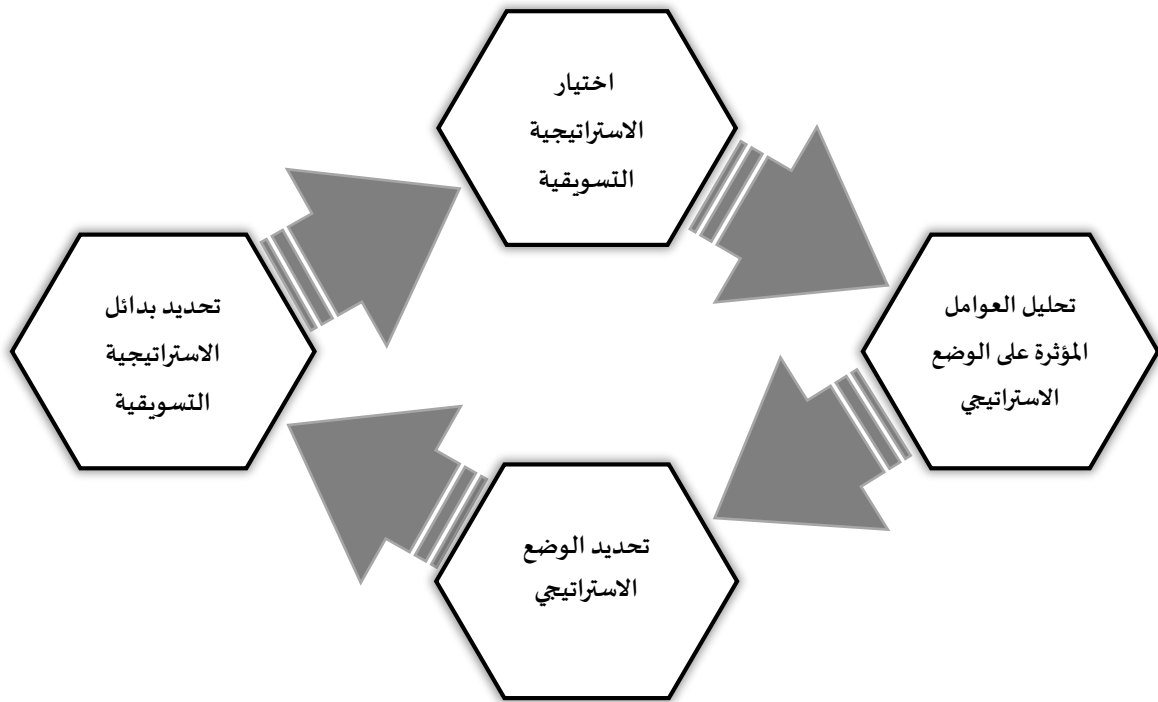 اختيار
الاستراتيجية
التسويقية
تحليل العوامل
المؤثرة على الوضع
الاستراتيجي
تحديد الوضع
الاستراتيجي
تحديد بدائل
الاستراتيجية
التسويقية